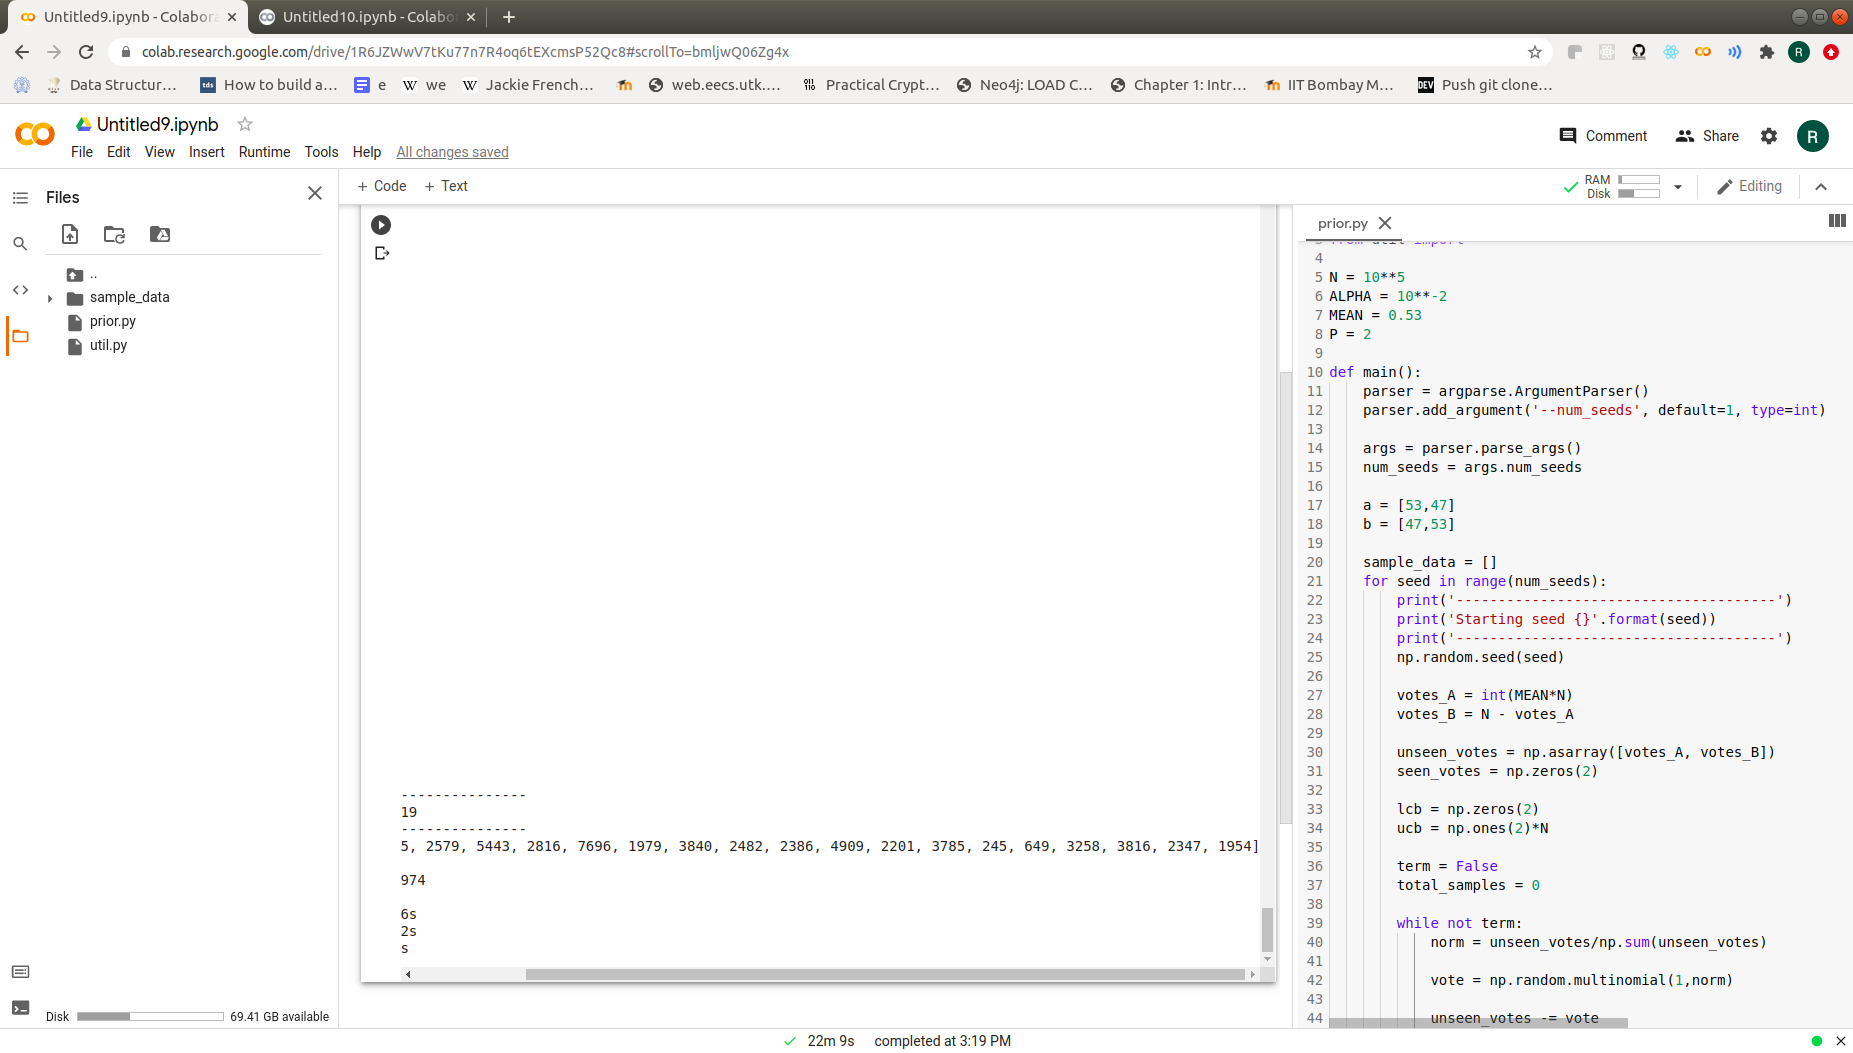 Untitled9.ipynb - Colabora
Untitled10.ipynb - Colabo
colab.research.google.com/drive/1R6JZWwV7tKu77n7R4oq6tEXcmsP52Qc8#scrollTo=bmljwQ06Zg4x
R
Data Structur...
tds How to build a...
e
W we
W Jackie French...
web.eecs.utk....
Practical Crypt...
Neo4j: LOAD C...
Chapter 1: Intr...
IIT Bombay M...
DEV Push git clone...
Untitled9.ipynb
File Edit View Insert Runtime Tools Help All changes saved
Comment
Share
R
Files
+ Code + Text
RAM
Disk
Editing
..
sample_data
prior.py
util.py
Disk 69.41 GB available
---------------
19
---------------
5, 2579, 5443, 2816, 7696, 1979, 3840, 2482, 2386, 4909, 2201, 3785, 245, 649, 3258, 3816, 2347, 1954]
974
6s
2s
s
prior.py
4
5 N = 10**5
6 ALPHA = 10**-2
7 MEAN = 0.53
8 P = 2
9
10 def main():
11 parser = argparse.ArgumentParser()
12 parser.add_argument('--num_seeds', default=1, type=int)
13
14 args = parser.parse_args()
15 num_seeds = args.num_seeds
16
17 a = [53,47]
18 b = [47,53]
19
20 sample_data = []
21 for seed in range(num_seeds):
22 print('--------------------------------------')
23 print('Starting seed {}'.format(seed))
24 print('--------------------------------------')
25 np.random.seed(seed)
26
27 votes_A = int(MEAN*N)
28 votes_B = N - votes_A
29
30 unseen_votes = np.asarray([votes_A, votes_B])
31 seen_votes = np.zeros(2)
32
33 lcb = np.zeros(2)
34 ucb = np.ones(2)*N
35
36 term = False
37 total_samples = 0
38
39 while not term:
40 norm = unseen_votes/np.sum(unseen_votes)
41
42 vote = np.random.multinomial(1,norm)
43
44 unseen_votes -= vote
22m 9s completed at 3:19 PM